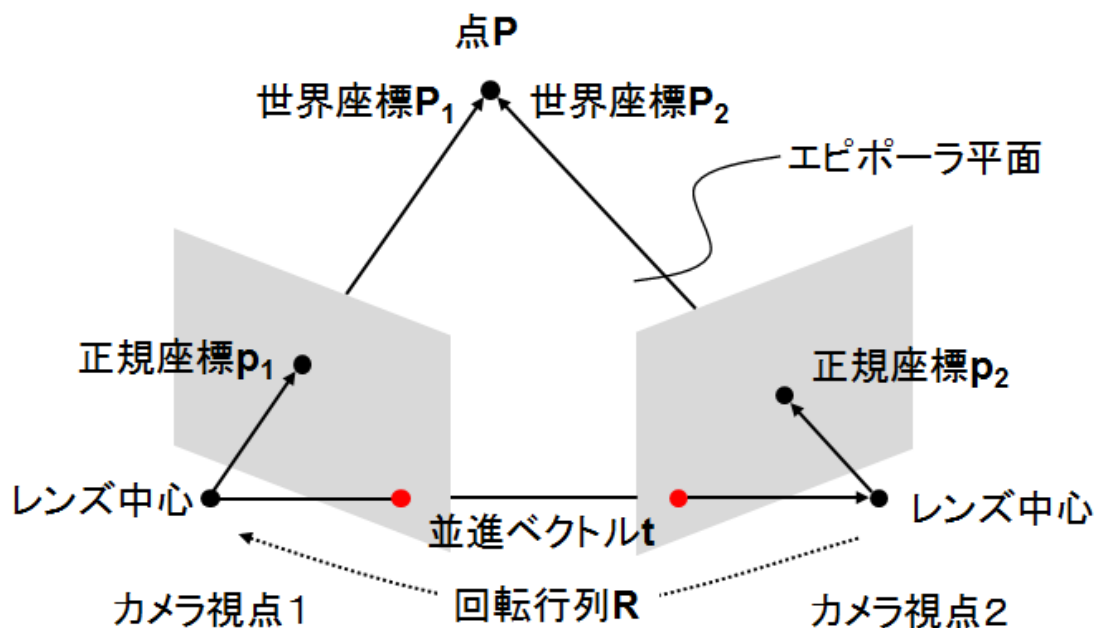 点P
世界座標P₁
世界座標P₂
エピポーラ平面
正規座標p₁
正規座標p₂
レンズ中心
並進ベクトルt
レンズ中心
カメラ視点１
回転行列R
カメラ視点２